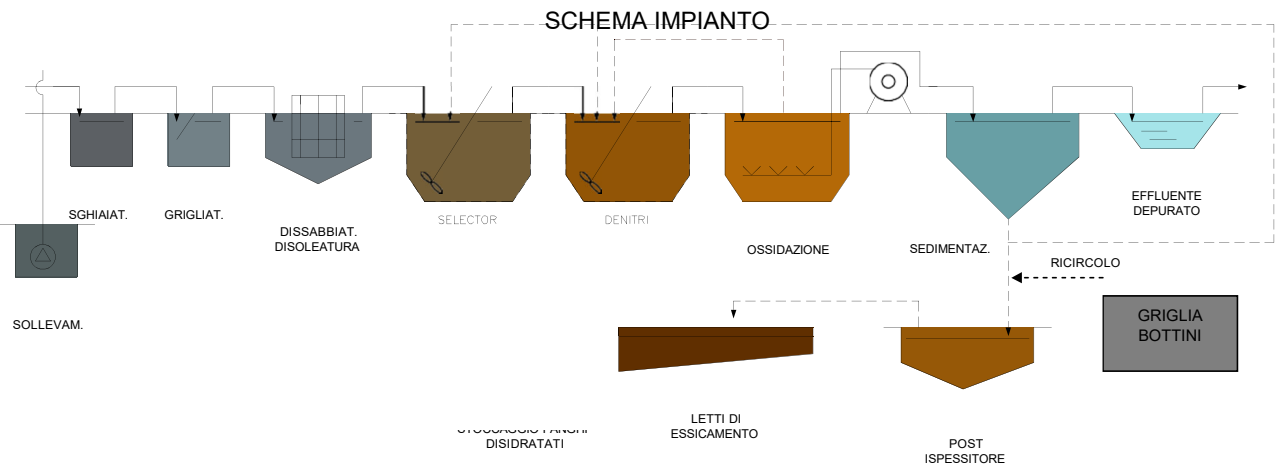 SCHEMA IMPIANTO
SGHIAIAT.
GRIGLIAT.
DISSABBIAT.
DISOLEATURA
SELECTOR
DENITRI
OSSIDAZIONE
SEDIMENTAZ.
EFFLUENTE
DEPURATO
RICIRCOLO
SOLLEVAM.
GRIGLIA
BOTTINI
LETTI DI
ESSICAMENTO
DISIDRATATI
POST
ISPESSITORE